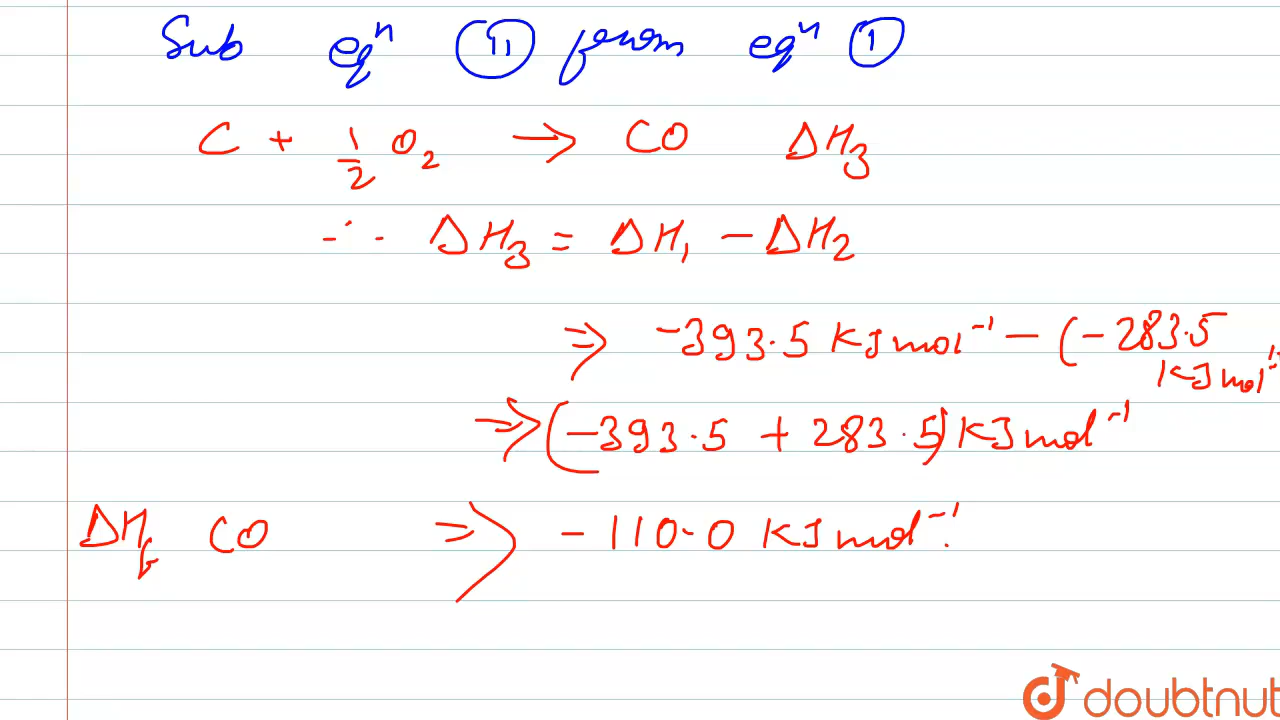 Sub eqⁿ (II) from eqⁿ (1)
C + 1/2 O₂ → CO ΔH₃
∴ ΔH₃ = ΔH₁ − ΔH₂
⇒ −393.5 KJ mol⁻¹ − (−283.5
KJ mol⁻¹
⇒ (−393.5 + 283.5) KJ mol⁻¹
ΔHf CO ⇒ −110.0 KJ mol⁻¹.
doubtnut